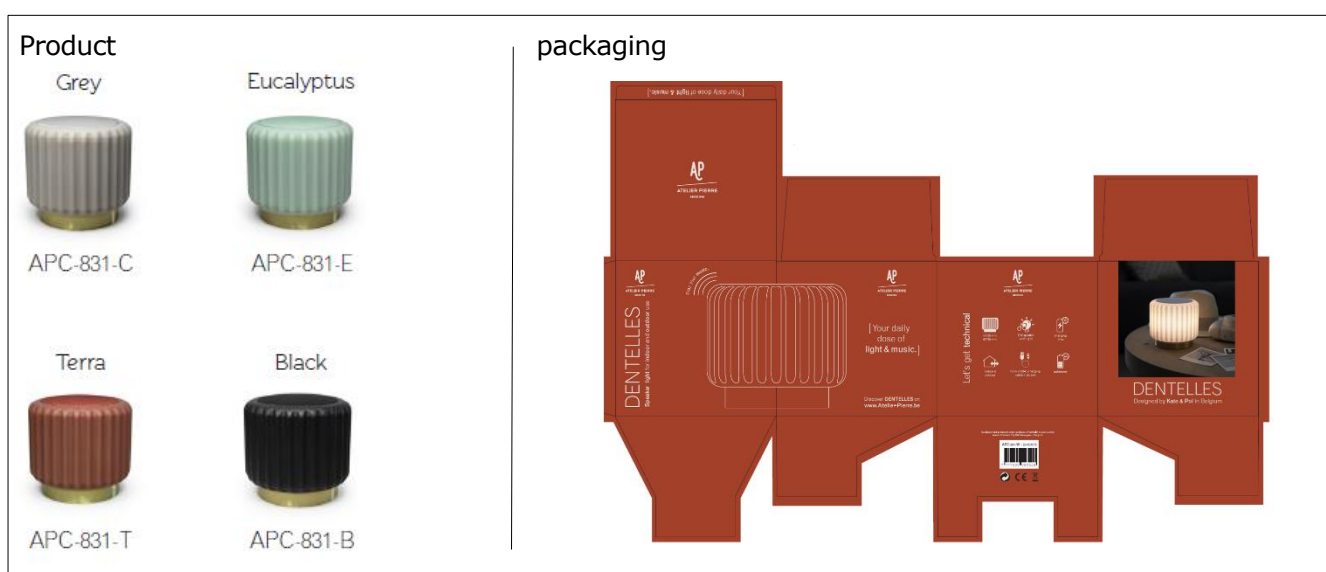 Product
packaging
Grey
Eucalyptus
APC-831-C
APC-831-E
Terra
Black
APC-831-T
APC-831-B
[Your daily dose of light & music.]
AP
ATELIER PIERRE
AP
ATELIER PIERRE
DENTELLES
Speaker light for indoor and outdoor use
AP
ATELIER PIERRE
[Your daily
dose of
light & music.]
Discover DENTELLES on
www.Atelier-Pierre.be
AP
ATELIER PIERRE
Let's get technical
DENTELLES
Designed by Kate & Pol in Belgium
CE